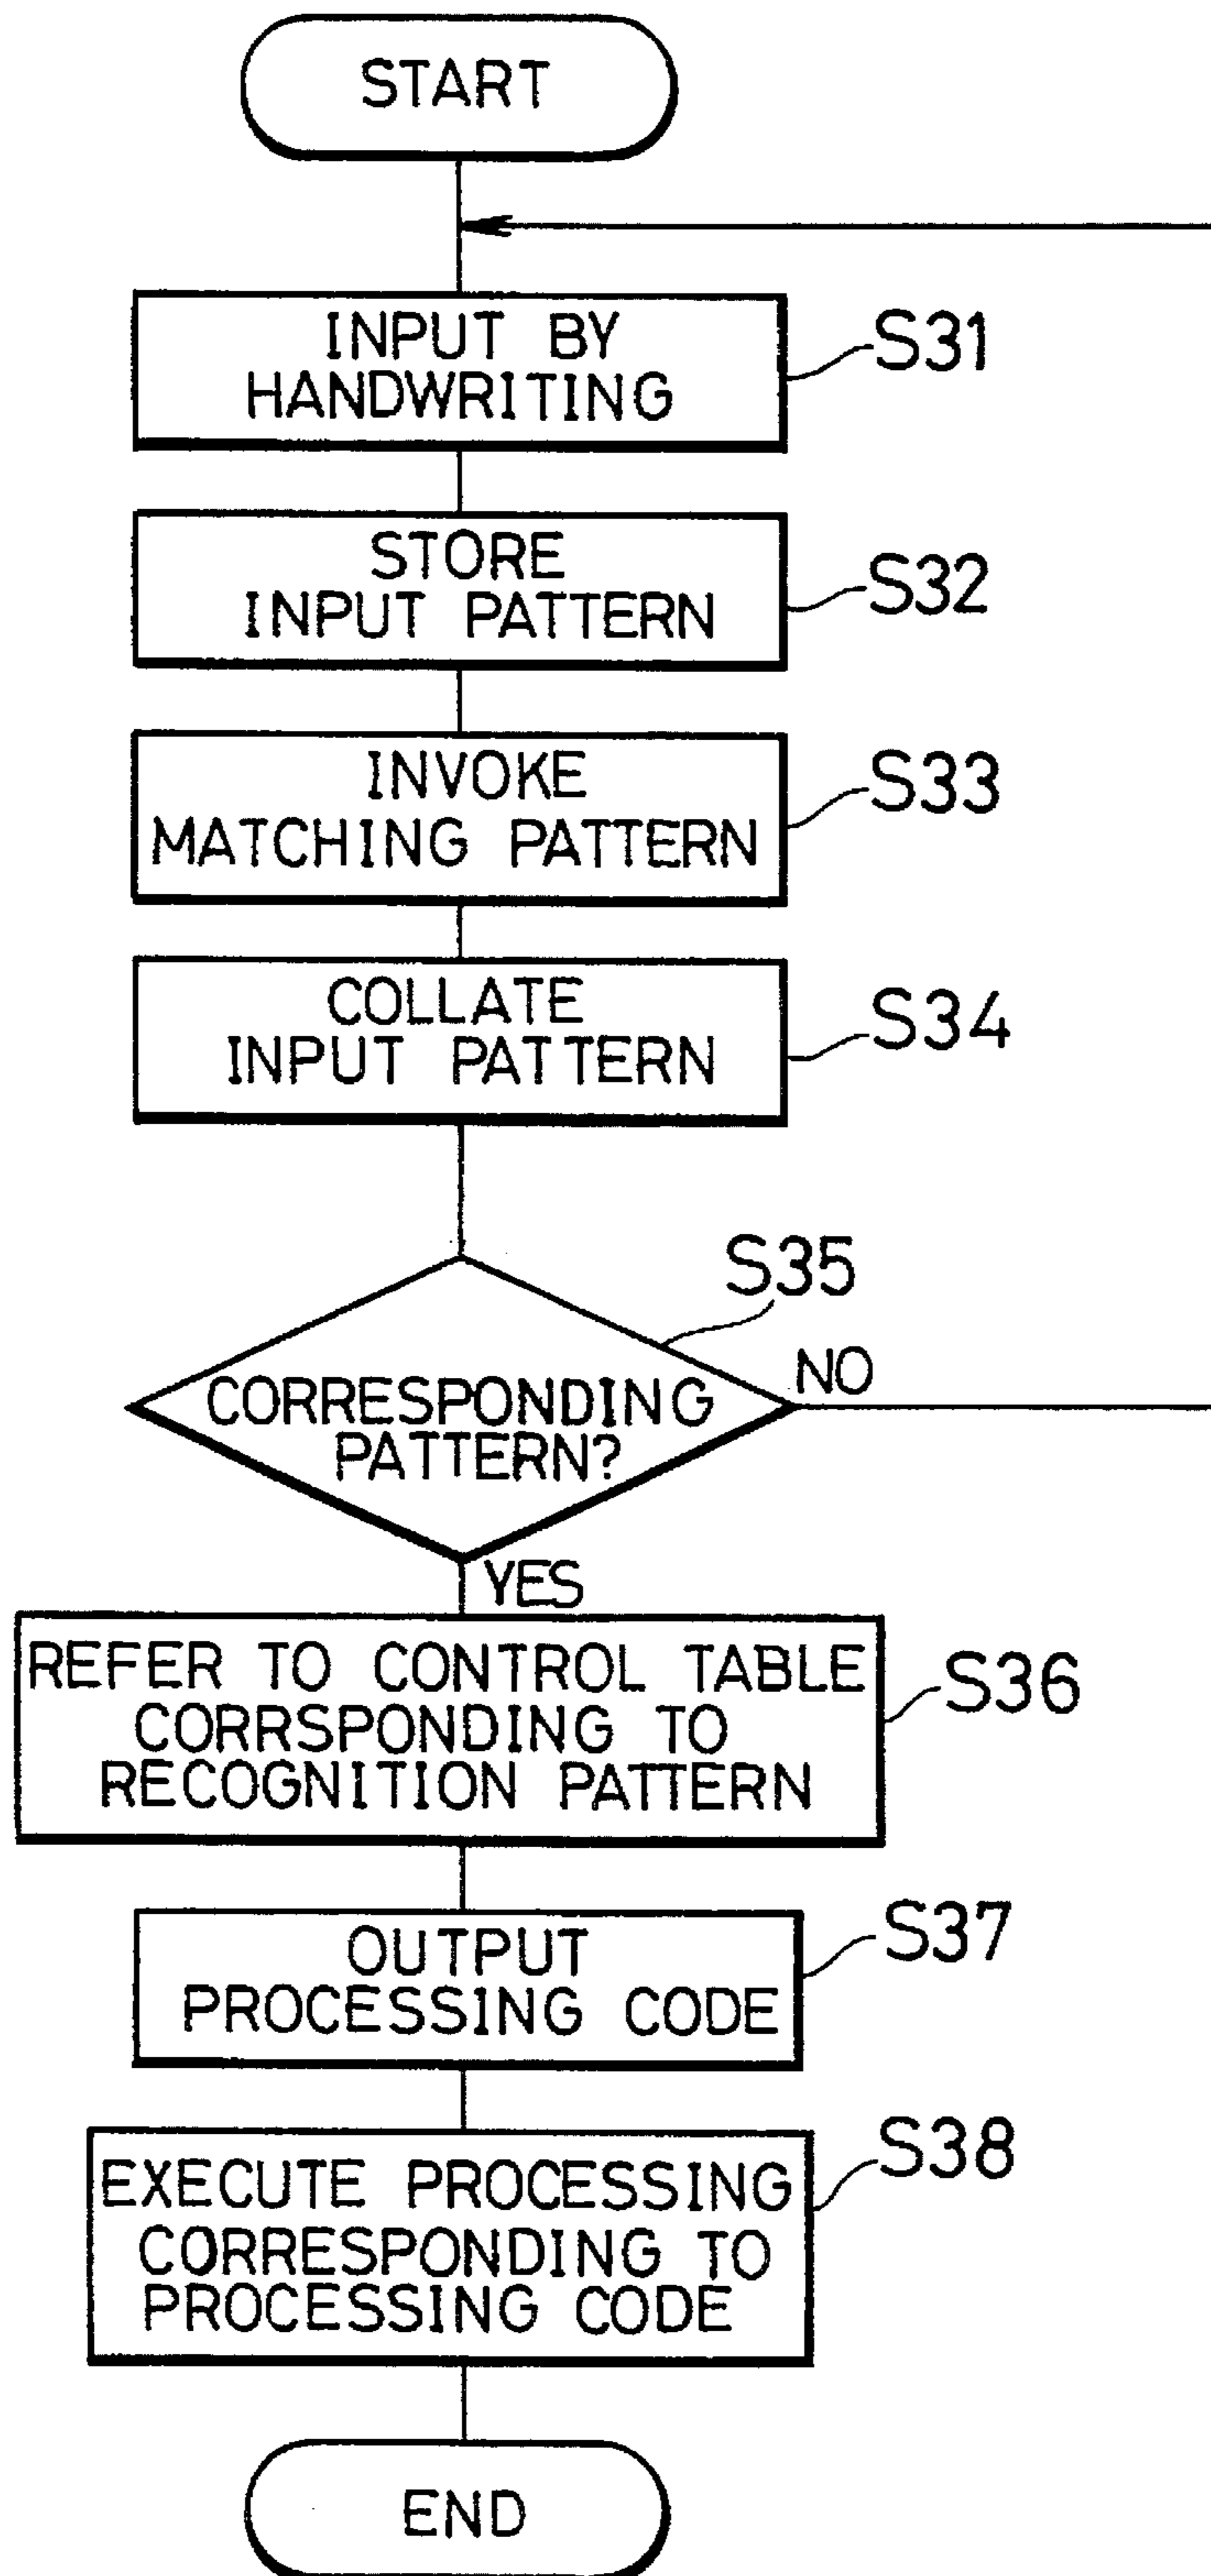 START
INPUT BY
HANDWRITING
S31
STORE
INPUT PATTERN
S32
INVOKE
MATCHING PATTERN
S33
COLLATE
INPUT PATTERN
S34
S35
CORRESPONDING
PATTERN?
NO
YES
REFER TO CONTROL TABLE
CORRSPONDING TO
RECOGNITION PATTERN
S36
OUTPUT
PROCESSING CODE
S37
EXECUTE PROCESSING
CORRESPONDING TO
PROCESSING CODE
S38
END